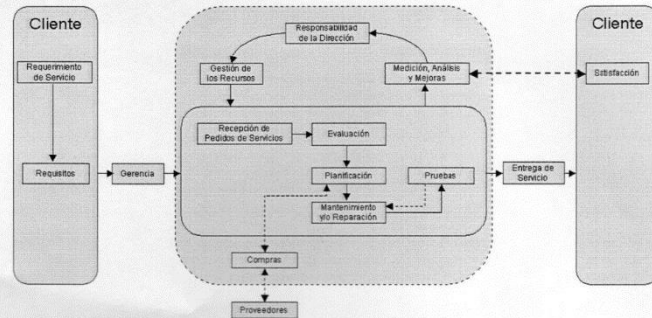 Cliente
Requerimiento
de Servicio
Requisitos
Gerencia
Responsabilidad
de la Dirección
Gestión de
los Recursos
Medición, Análisis
y Mejoras
Recepción de
Pedidos de Servicios
Evaluación
Planificación
Pruebas
Mantenimiento
y/o Reparación
Compras
Proveedores
Entrega de
Servicio
Cliente
Satisfacción